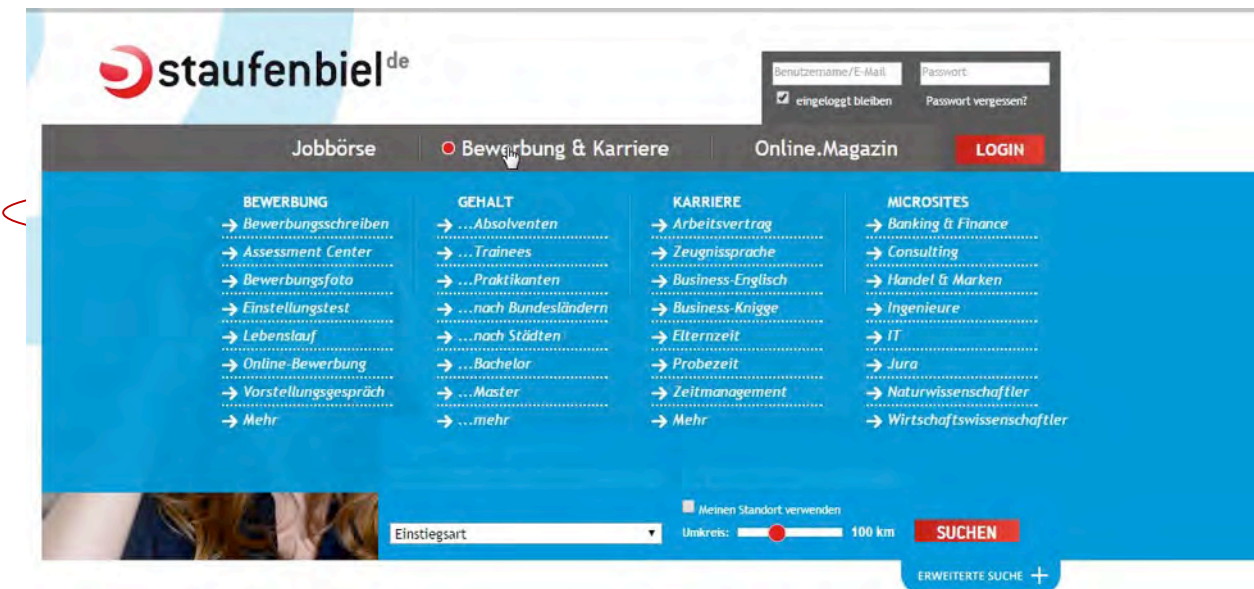 staufenbiel de
Benutzername/E-Mail Passwort
eingeloggt bleiben Passwort vergessen?
Jobbörse Bewerbung & Karriere Online.Magazin LOGIN
BEWERBUNG
Bewerbungsschreiben
Assessment Center
Bewerbungsfoto
Einstellungstest
Lebenslauf
Online-Bewerbung
Vorstellungsgespräch
Mehr
GEHALT
...Absolventen
...Trainees
...Praktikanten
...nach Bundesländern
...nach Städten
...Bachelor
...Master
...mehr
KARRIERE
Arbeitsvertrag
Zeugnissprache
Business-Englisch
Business-Knigge
Elternzeit
Probezeit
Zeitmanagement
Mehr
MICROSITES
Banking & Finance
Consulting
Handel & Marken
Ingenieure
IT
Jura
Naturwissenschaftler
Wirtschaftswissenschaftler
Meinen Standort verwenden
Einstiegsart Umkreis: 100 km SUCHEN
ERWEITERTE SUCHE +